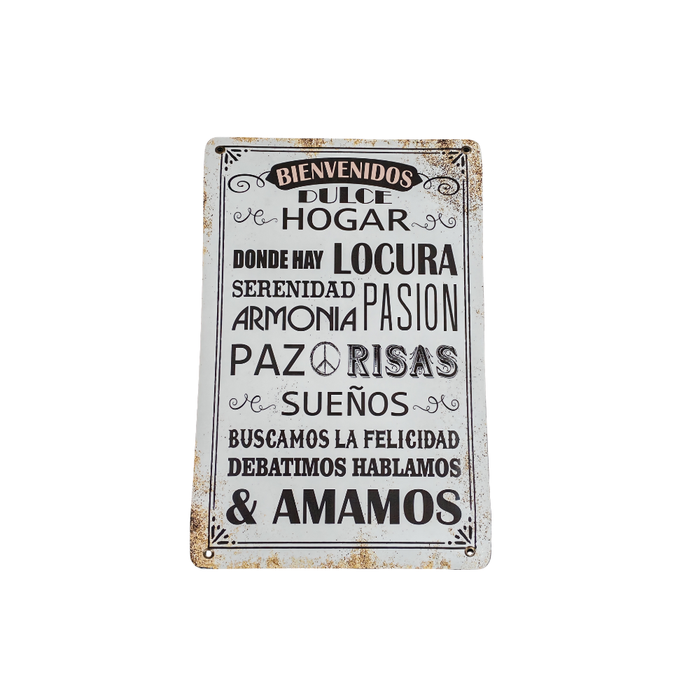 BIENVENIDOS
DULCE
HOGAR
DONDE HAY LOCURA
SERENIDAD
ARMONIA PASION
PAZ RISAS
SUEÑOS
BUSCAMOS LA FELICIDAD
DEBATIMOS HABLAMOS
& AMAMOS